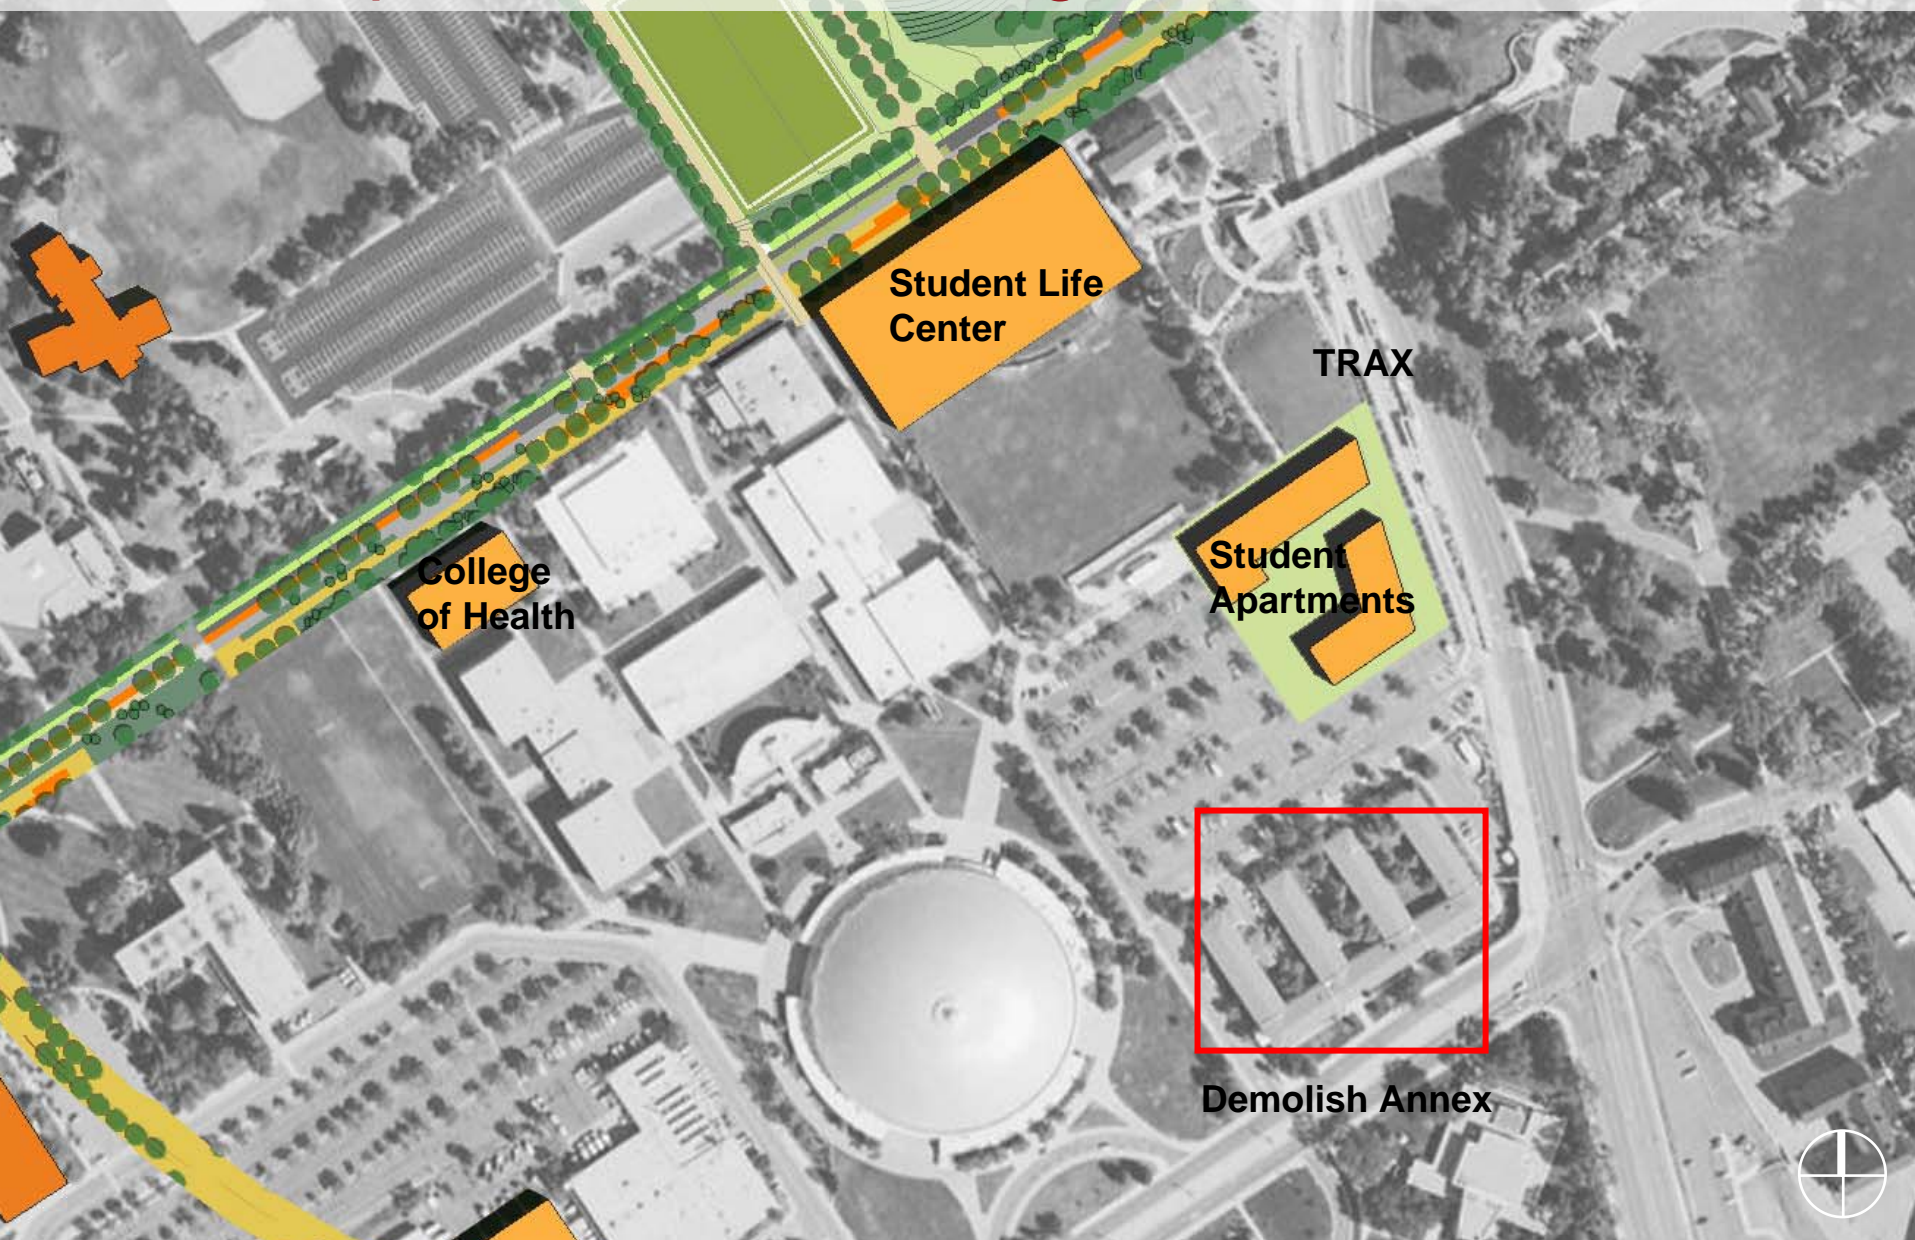 Student Life
Center
TRAX
College
of Health
Student
Apartments
Demolish Annex